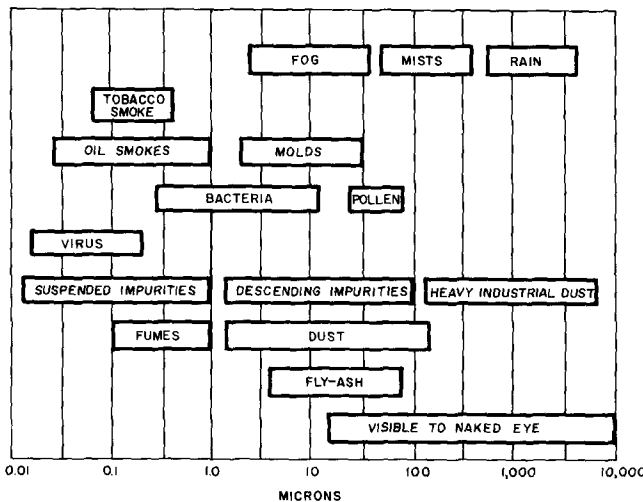 FOG MISTS RAIN
TOBACCO
SMOKE
OIL SMOKES MOLDS
BACTERIA POLLEN
VIRUS
SUSPENDED IMPURITIES DESCENDING IMPURITIES HEAVY INDUSTRIAL DUST
FUMES DUST
FLY-ASH
VISIBLE TO NAKED EYE
0.01 0.1 1.0 10 100 1,000 10,000
MICRONS